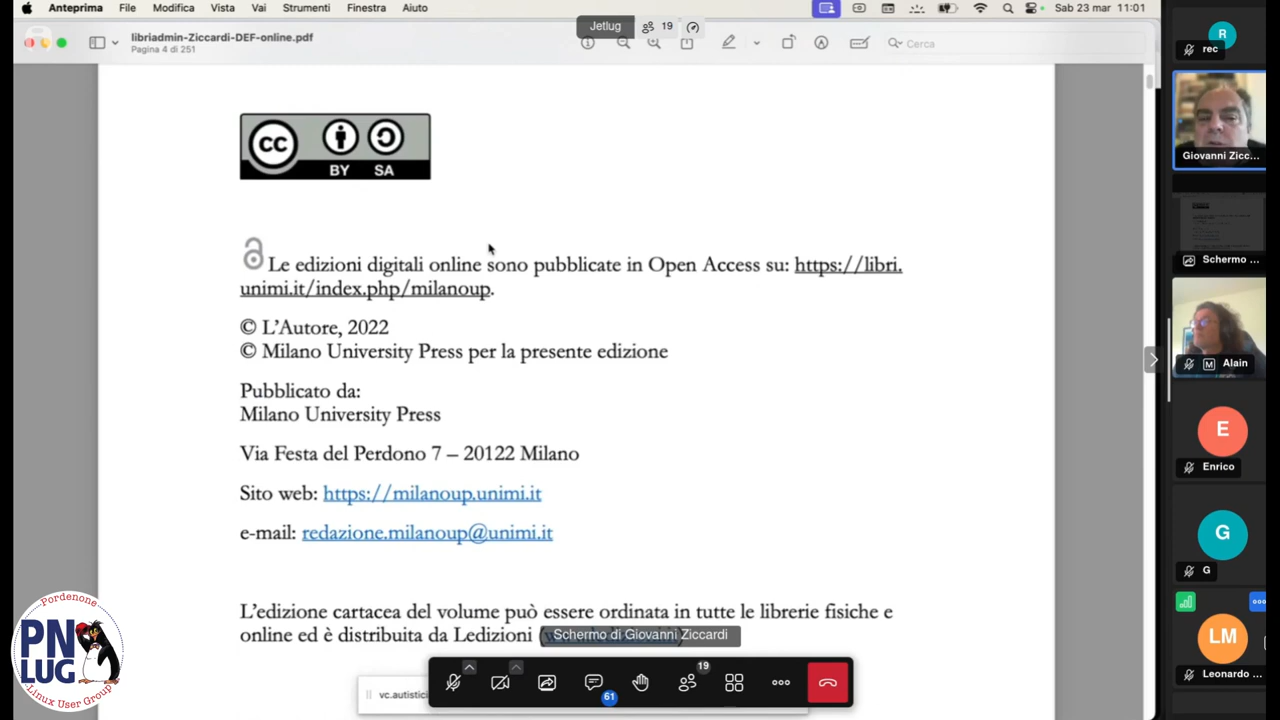 Anteprima File Modifica Vista Vai Strumenti Finestra Aiuto Sab 23 mar 11:01
Jetlug 19
libriadmin-Ziccardi-DEF-online.pdf
Pagina 4 di 251
Cerca
CC BY SA
Le edizioni digitali online sono pubblicate in Open Access su: https://libri.
unimi.it/index.php/milanoup.
© L’Autore, 2022
© Milano University Press per la presente edizione
Pubblicato da:
Milano University Press
Via Festa del Perdono 7 – 20122 Milano
Sito web: https://milanoup.unimi.it
e-mail: redazione.milanoup@unimi.it
L’edizione cartacea del volume può essere ordinata in tutte le librerie fisiche e
online ed è distribuita da Ledizioni (
Schermo di Giovanni Ziccardi
vc.autistici
61
19
R
rec
Giovanni Zicc...
Schermo ...
M Alain
E
Enrico
G
G
LM
Leonardo ...
Pordenone
PN
LUG
Linux User Group